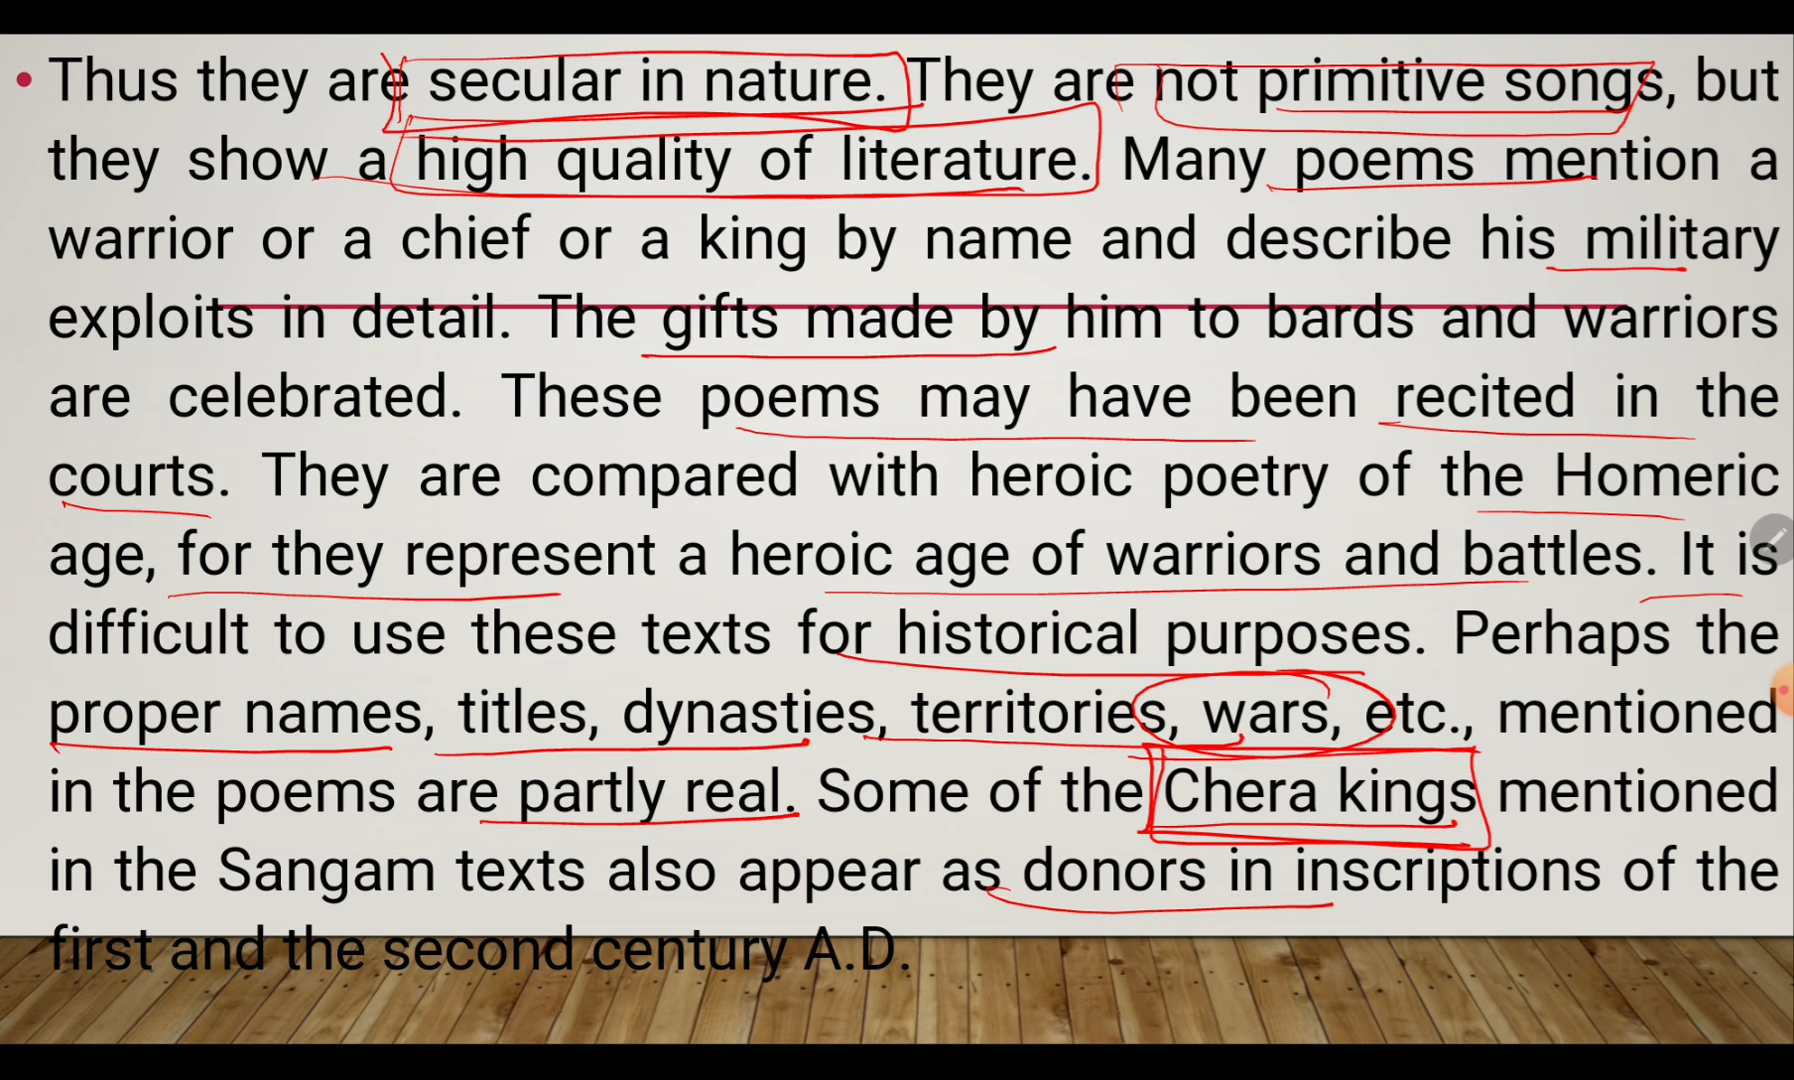 • Thus they are secular in nature. They are not primitive songs, but
they show a high quality of literature. Many poems mention a
warrior or a chief or a king by name and describe his military
exploits in detail. The gifts made by him to bards and warriors
are celebrated. These poems may have been recited in the
courts. They are compared with heroic poetry of the Homeric
age, for they represent a heroic age of warriors and battles. It is
difficult to use these texts for historical purposes. Perhaps the
proper names, titles, dynasties, territories, wars, etc., mentioned
in the poems are partly real. Some of the Chera kings mentioned
in the Sangam texts also appear as donors in inscriptions of the
first and the second century A.D.